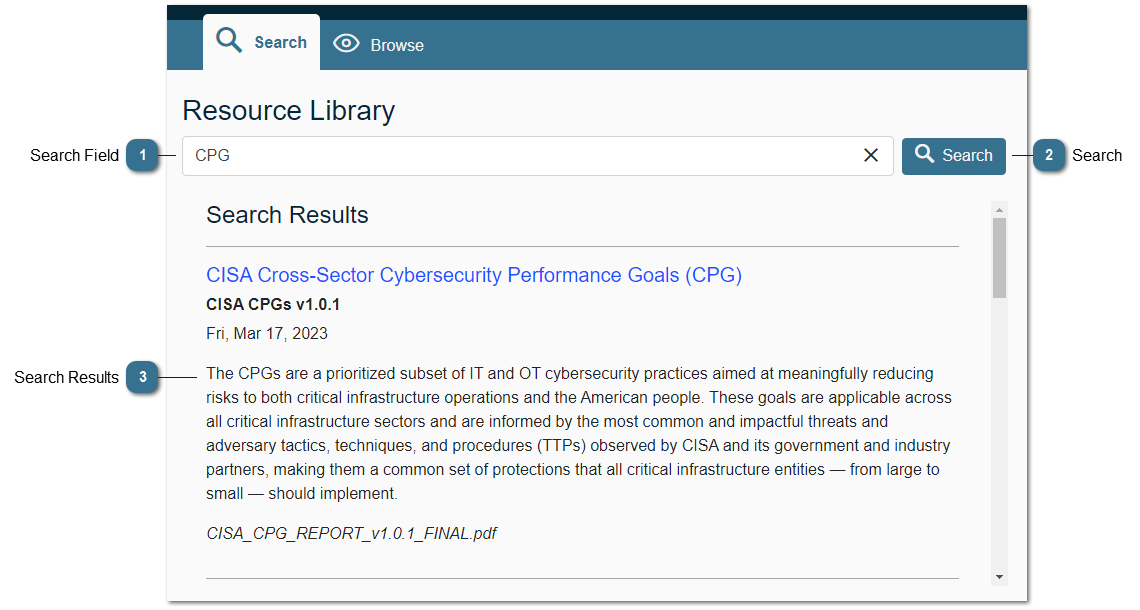 Search
Browse
Resource Library
Search Field 1
CPG
Search
2 Search
Search Results
CISA Cross-Sector Cybersecurity Performance Goals (CPG)
CISA CPGs v1.0.1
Fri, Mar 17, 2023
Search Results 3
The CPGs are a prioritized subset of IT and OT cybersecurity practices aimed at meaningfully reducing
risks to both critical infrastructure operations and the American people. These goals are applicable across
all critical infrastructure sectors and are informed by the most common and impactful threats and
adversary tactics, techniques, and procedures (TTPs) observed by CISA and its government and industry
partners, making them a common set of protections that all critical infrastructure entities — from large to
small — should implement.
CISA_CPG_REPORT_v1.0.1_FINAL.pdf